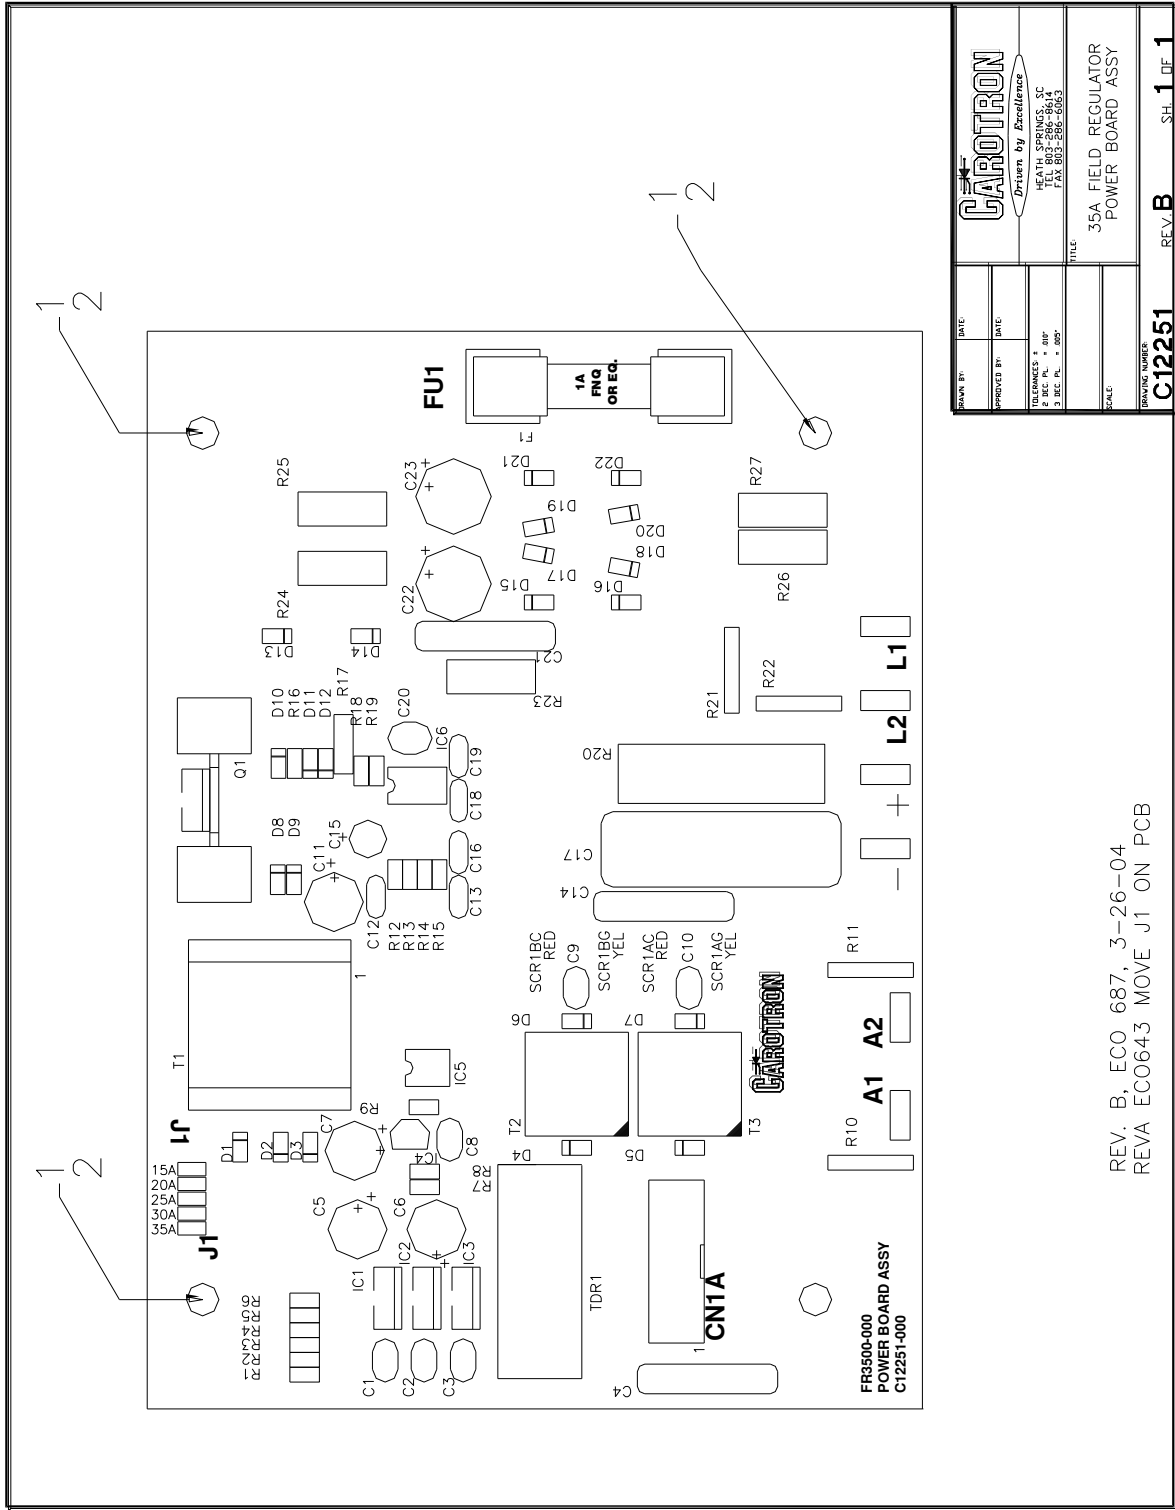 CAROTRON
Driven by Excellence
HEATH SPRINGS, SC
TEL 803-286-8614
FAX 803-286-6063
TITLE:
35A FIELD REGULATOR
POWER BOARD ASSY
DRAWN BY:
DATE:
APPROVED BY:
DATE:
TOLERANCES: ±
2 DEC. PL. = .010"
3 DEC. PL. = .005"
SCALE:
DRAWING NUMBER:
C12251
REV. B
SH. 1 OF 1
1
2
1
2
1
2
J1
15A
20A
25A
30A
35A
J1
R6
R5
R4
R3
R2
R1
T1
1
D1
D2
D3
C7
R9
C5
C6
IC4
C8
IC5
R8
R7
IC1
IC2
IC3
C1
C2
C3
TDR1
CN1A
1
C4
T2
T3
D4
D5
D6
D7
SCR1BC
RED
C9
SCR1BG
YEL
SCR1AC
RED
C10
SCR1AG
YEL
CAROTRON
Q1
D8
D9
D10
R16
D11
D12
R17
R18
R19
C20
IC6
C11
C15
C12
R12
R13
R14
R15
C13
C16
C18
C19
D13
D14
R24
R25
C22
C23
C21
R23
FU1
1A
FNQ
OR EQ.
F1
D21
D22
D19
D20
D17
D18
D15
D16
R27
R26
R21
R22
R20
C17
C14
L1
L2
+
−
R11
A2
A1
R10
FR3500-000
POWER BOARD ASSY
C12251-000
REV. B, ECO 687, 3-26-04
REVA ECO643 MOVE J1 ON PCB